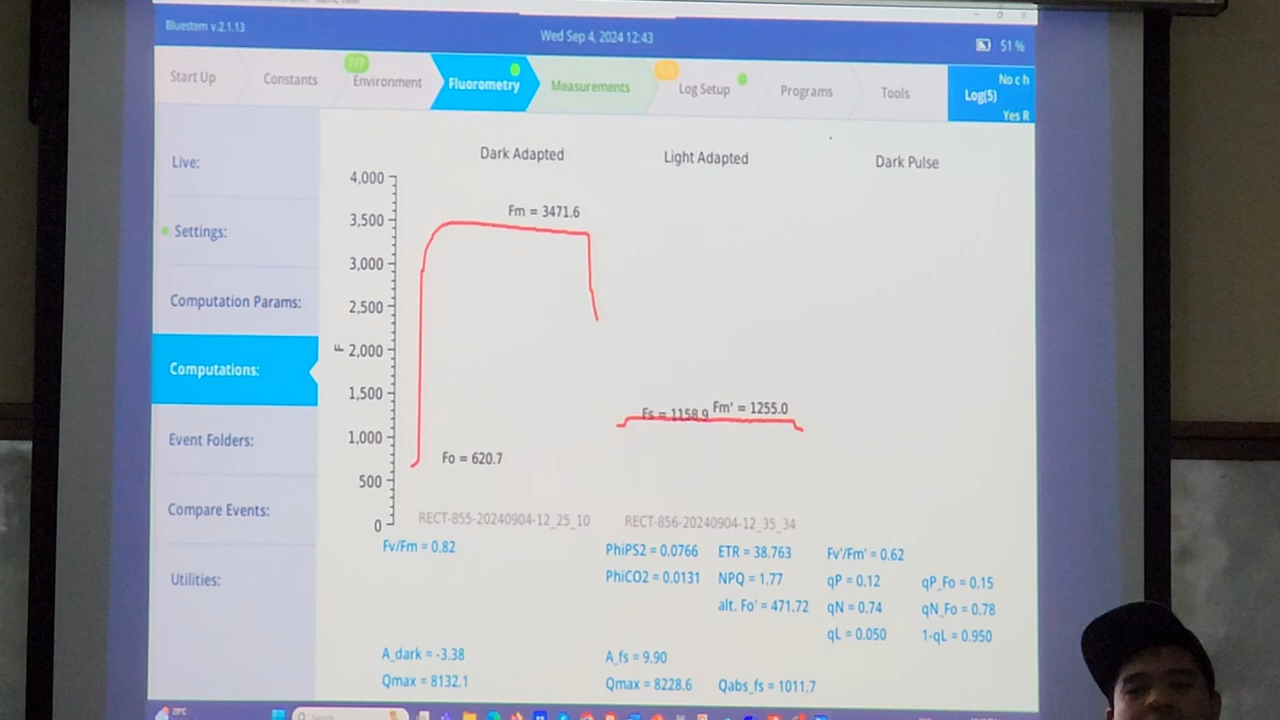 Bluestem v.2.1.13
Wed Sep 4, 2024 12:43
51 %
Start Up
Constants
Environment
Fluorometry
Measurements
Log Setup
Programs
Tools
No c h
Log(5)
Yes R
Live:
Settings:
Computation Params:
Computations:
Event Folders:
Compare Events:
Utilities:
Dark Adapted
Light Adapted
Dark Pulse
4,000
3,500
3,000
2,500
2,000
1,500
1,000
500
0
F
Fm = 3471.6
Fo = 620.7
Fs = 1158.9
Fm' = 1255.0
RECT-855-20240904-12_25_10
RECT-856-20240904-12_35_34
Fv/Fm = 0.82
PhiPS2 = 0.0766 ETR = 38.763 Fv'/Fm' = 0.62
PhiCO2 = 0.0131 NPQ = 1.77 qP = 0.12 qP_Fo = 0.15
alt. Fo' = 471.72 qN = 0.74 qN_Fo = 0.78
qL = 0.050 1-qL = 0.950
A_dark = -3.38 A_fs = 9.90
Qmax = 8132.1 Qmax = 8228.6 Qabs_fs = 1011.7
Search